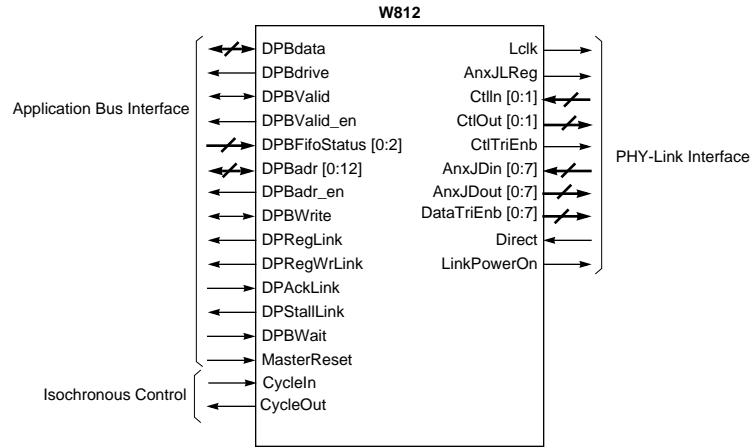 W812
Application Bus Interface
DPBdata
DPBdrive
DPBValid
DPBValid_en
DPBFifoStatus [0:2]
DPBadr [0:12]
DPBadr_en
DPBWrite
DPRegLink
DPRegWrLink
DPAckLink
DPStallLink
DPBWait
MasterReset
Isochronous Control
CycleIn
CycleOut
Lclk
AnxJLReg
CtlIn [0:1]
CtlOut [0:1]
CtlTriEnb
AnxJDin [0:7]
AnxJDout [0:7]
DataTriEnb [0:7]
Direct
LinkPowerOn
PHY-Link Interface